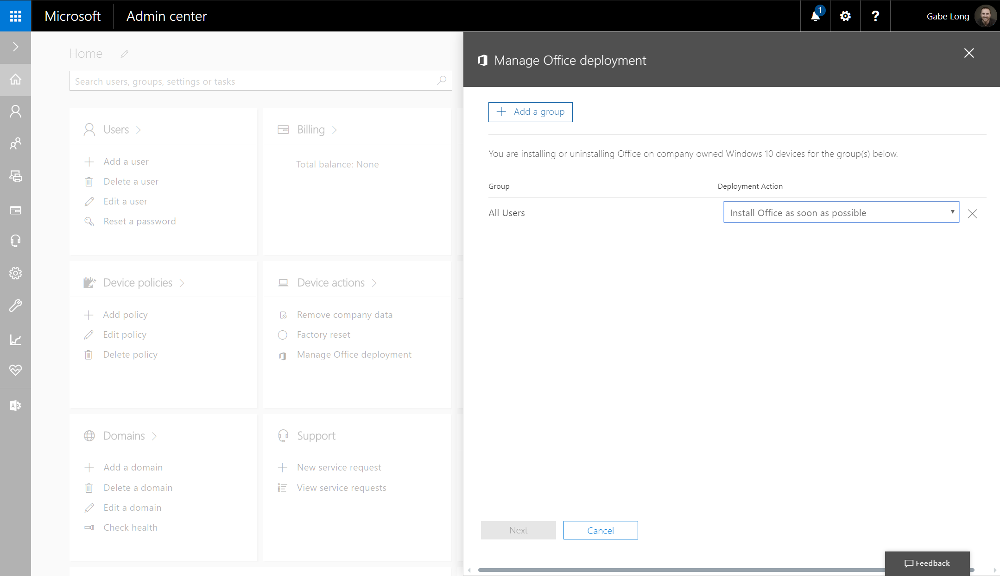 Microsoft
Admin center
1
?
Gabe Long
Home
Search users, groups, settings or tasks
Users
Add a user
Delete a user
Edit a user
Reset a password
Billing
Total balance: None
Device policies
Add policy
Edit policy
Delete policy
Device actions
Remove company data
Factory reset
Manage Office deployment
Domains
Add a domain
Delete a domain
Edit a domain
Check health
Support
New service request
View service requests
A
Manage Office deployment
Add a group
You are installing or uninstalling Office on company owned Windows 10 devices for the group(s) below.
Group
Deployment Action
All Users
Install Office as soon as possible
Next
Cancel
Feedback